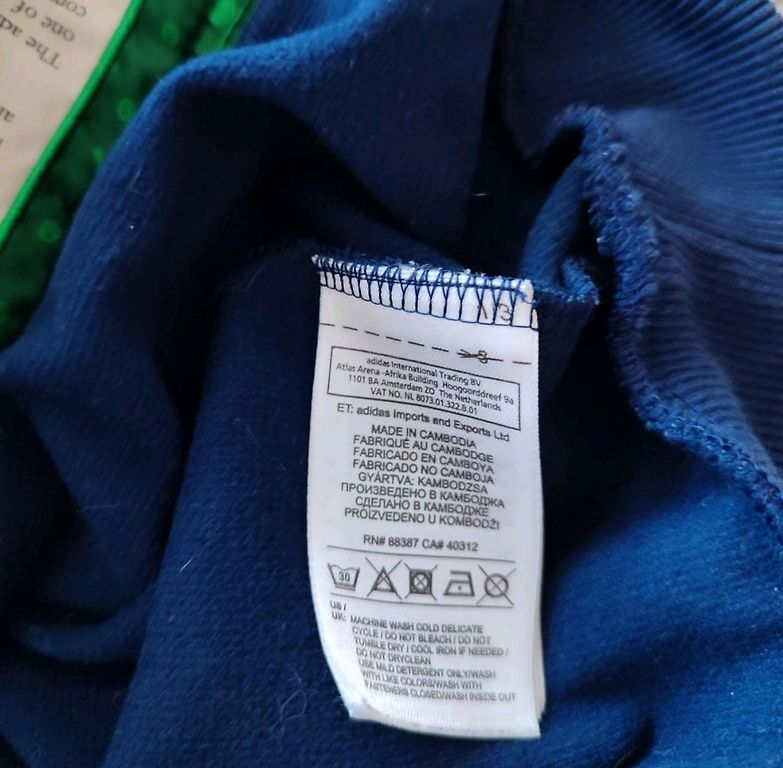 The ad
one of
con
13
adidas International Trading BV
Atlas Arena -Afrika Building Hoogoorddreef 9a
1101 BA Amsterdam ZO The Netherlands
VAT NO. NL 8073.01.322.B.01
ET: adidas Imports and Exports Ltd
MADE IN CAMBODIA
FABRIQUÉ AU CAMBODGE
FABRICADO EN CAMBOYA
FABRICADO NO CAMBOJA
GYÁRTVA: KAMBODZSA
ПРОИЗВЕДЕНО В КАМБОДЖА
СДЕЛАНО В КАМБОДЖЕ
PROIZVEDENO U KOMBODŽI
RN# 88387 CA# 40312
30
US /
UK: MACHINE WASH COLD DELICATE
CYCLE / DO NOT BLEACH / DO NOT
TUMBLE DRY / COOL IRON IF NEEDED /
DO NOT DRYCLEAN
USE MILD DETERGENT ONLY/WASH
WITH LIKE COLORS/WASH WITH
FASTENERS CLOSED/WASH INSIDE OUT